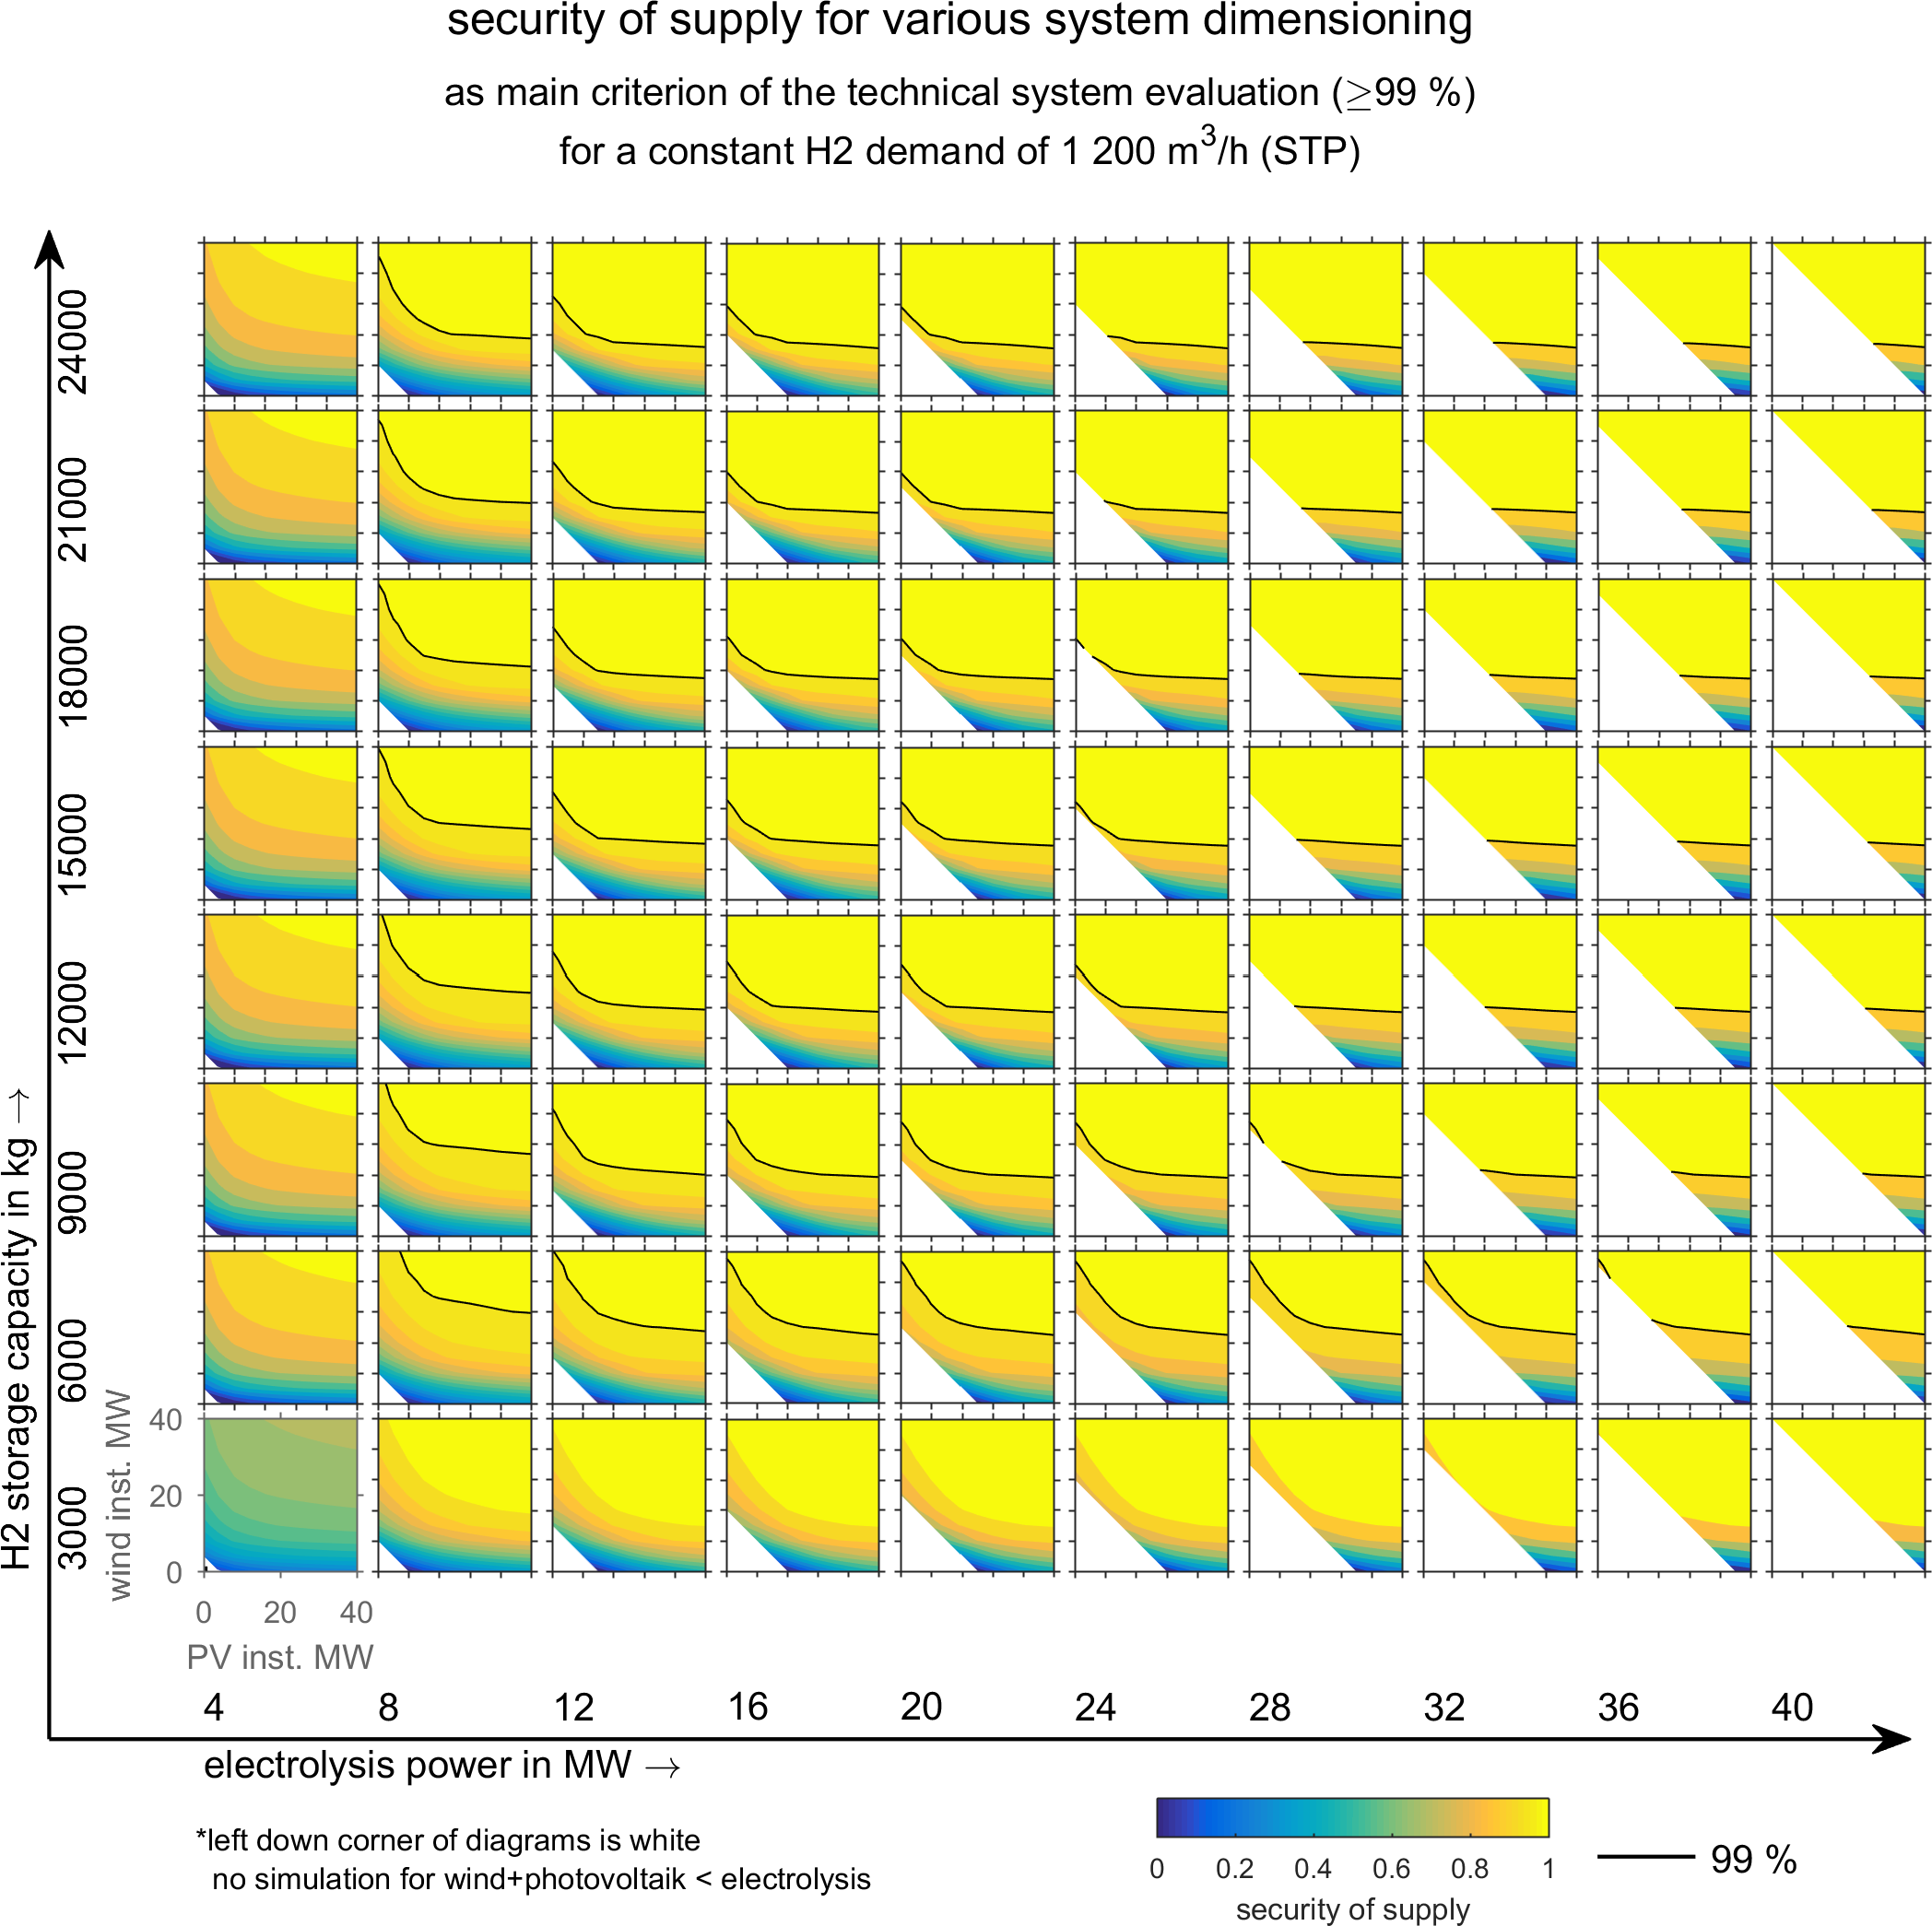 security of supply for various system dimensioning
as main criterion of the technical system evaluation (≥99 %)
for a constant H2 demand of 1 200 m³/h (STP)
H2 storage capacity in kg →
24000
21000
18000
15000
12000
9000
6000
3000
wind inst. MW
40
20
0
0 20 40
PV inst. MW
4 8 12 16 20 24 28 32 36 40
electrolysis power in MW →
*left down corner of diagrams is white
no simulation for wind+photovoltaik < electrolysis
0 0.2 0.4 0.6 0.8 1
security of supply
99 %